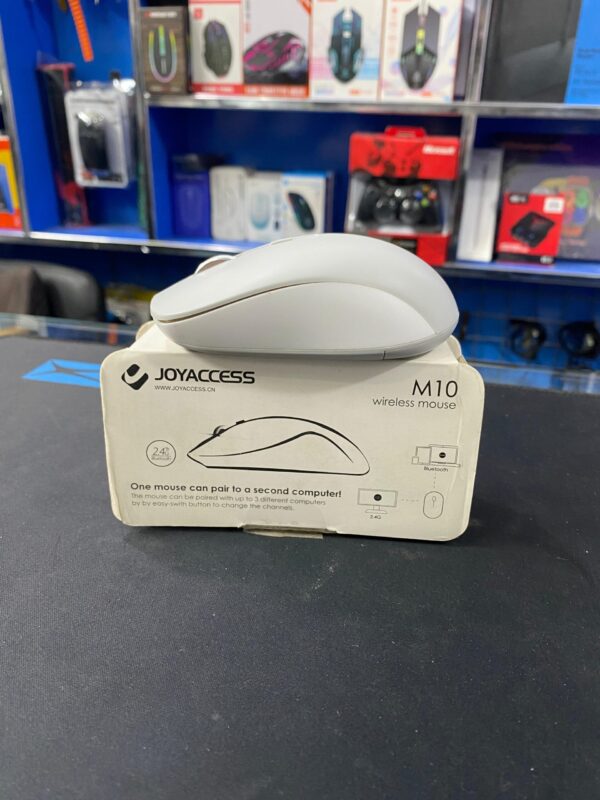 JOYACCESS
WWW.JOYACCESS.CN
M10
wireless mouse
2.4G
Bluetooth
One mouse can pair to a second computer!
The mouse can be paired with up to 3 different computers
by by easy-swith button to change the channels.
2.4G